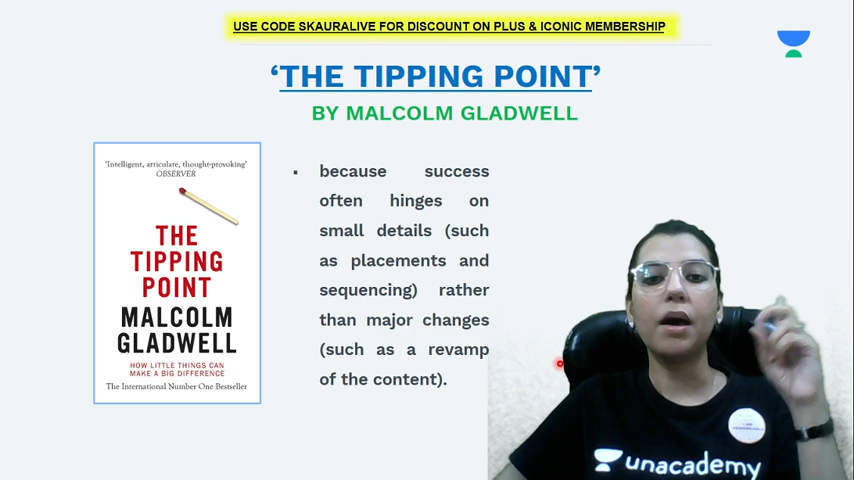 USE CODE SKAURALIVE FOR DISCOUNT ON PLUS & ICONIC MEMBERSHIP
‘THE TIPPING POINT’
BY MALCOLM GLADWELL
‘Intelligent, articulate, thought-provoking’
OBSERVER
THE
TIPPING
POINT
MALCOLM
GLADWELL
HOW LITTLE THINGS CAN
MAKE A BIG DIFFERENCE
The International Number One Bestseller
▪ because success
often hinges on
small details (such
as placements and
sequencing) rather
than major changes
(such as a revamp
of the content).
unacademy